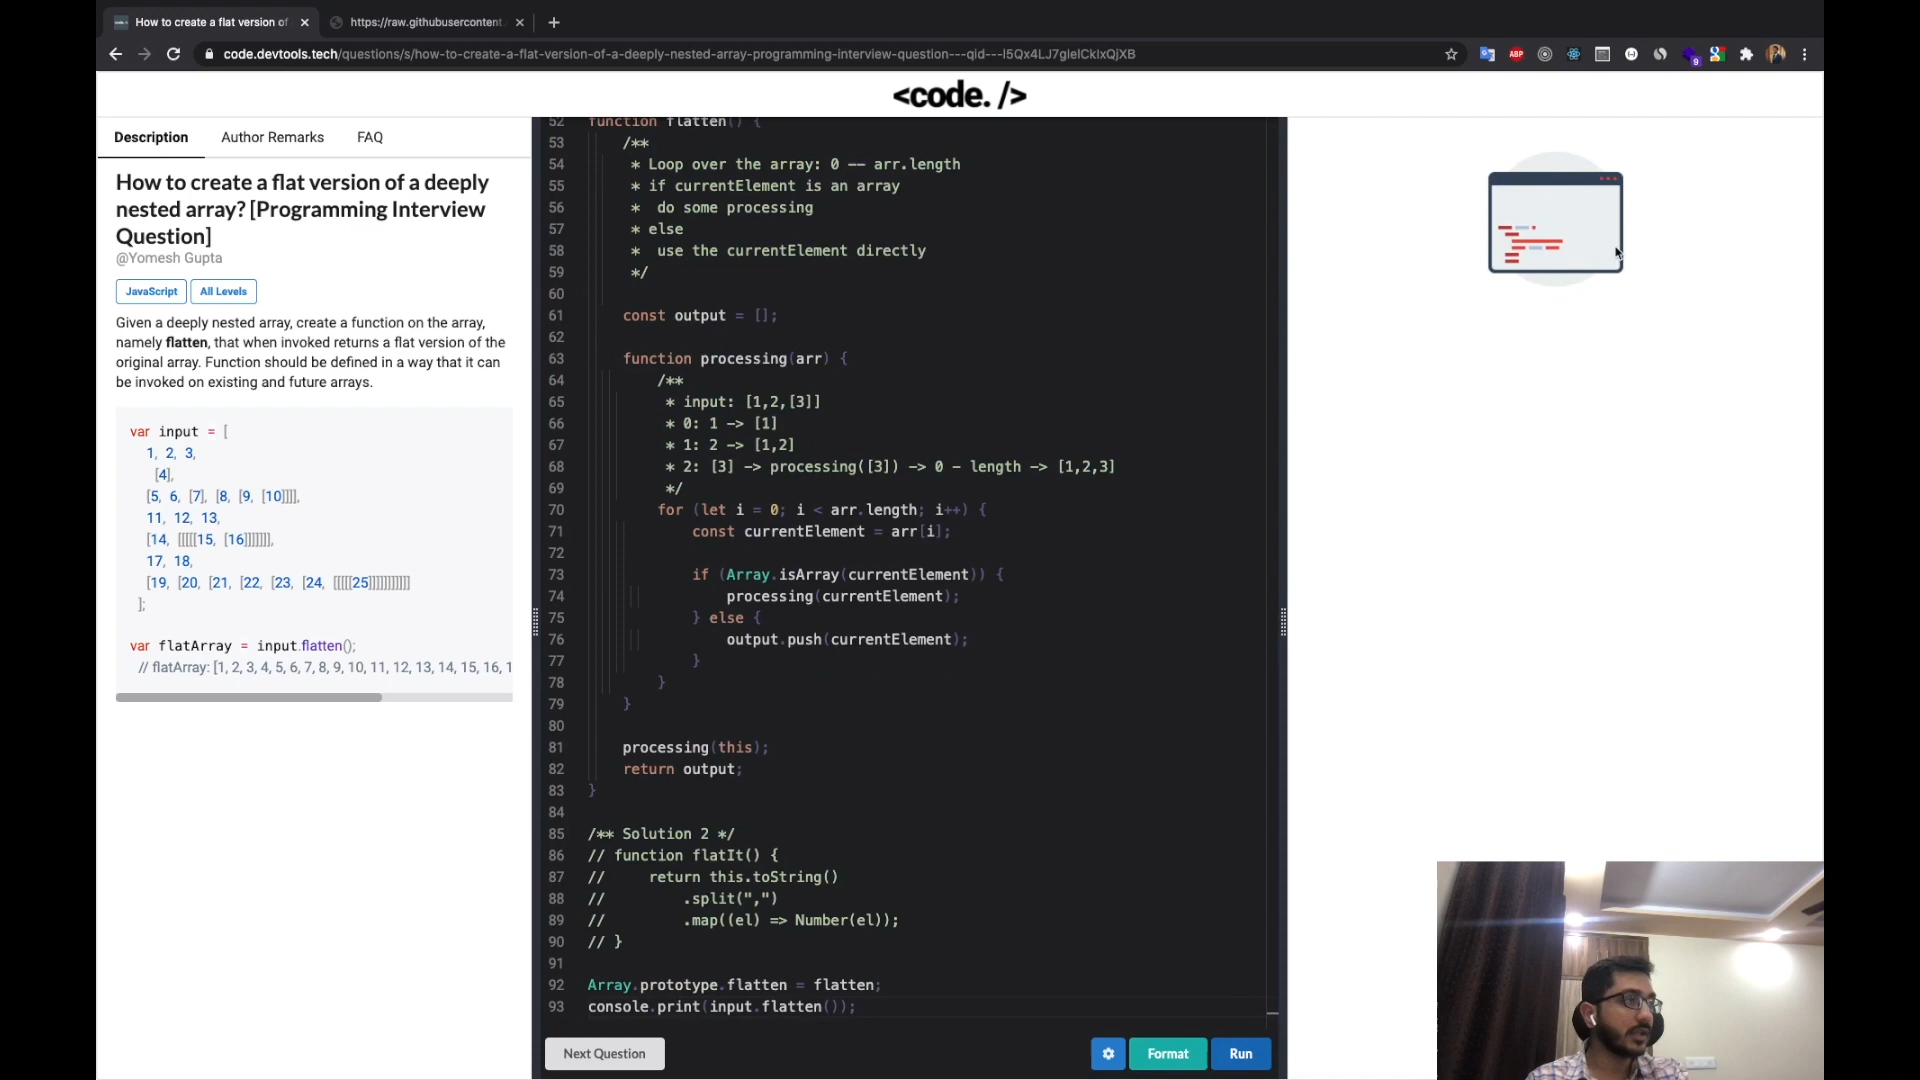 How to create a flat version of
https://raw.githubusercontent
code.devtools.tech/questions/s/how-to-create-a-flat-version-of-a-deeply-nested-array-programming-interview-question---qid---l5Qx4LJ7gIelCkIxQjXB
ABP
9
<code. />
Description
Author Remarks
FAQ
How to create a flat version of a deeply
nested array? [Programming Interview
Question]
@Yomesh Gupta
JavaScript
All Levels
Given a deeply nested array, create a function on the array,
namely flatten, that when invoked returns a flat version of the
original array. Function should be defined in a way that it can
be invoked on existing and future arrays.
var input = [
1, 2, 3,
[4],
[5, 6, [7], [8, [9, [10]]]],
11, 12, 13,
[14, [[[[[15, [16]]]]]]],
17, 18,
[19, [20, [21, [22, [23, [24, [[[[[25]]]]]]]]]]]
];
var flatArray = input.flatten();
// flatArray: [1, 2, 3, 4, 5, 6, 7, 8, 9, 10, 11, 12, 13, 14, 15, 16, 1
52 function flatten() {
53 /**
54 * Loop over the array: 0 -- arr.length
55 * if currentElement is an array
56 * do some processing
57 * else
58 * use the currentElement directly
59 */
60
61 const output = [];
62
63 function processing(arr) {
64 /**
65 * input: [1,2,[3]]
66 * 0: 1 -> [1]
67 * 1: 2 -> [1,2]
68 * 2: [3] -> processing([3]) -> 0 - length -> [1,2,3]
69 */
70 for (let i = 0; i < arr.length; i++) {
71 const currentElement = arr[i];
72
73 if (Array.isArray(currentElement)) {
74 processing(currentElement);
75 } else {
76 output.push(currentElement);
77 }
78 }
79 }
80
81 processing(this);
82 return output;
83 }
84
85 /** Solution 2 */
86 // function flatIt() {
87 // return this.toString()
88 // .split(",")
89 // .map((el) => Number(el));
90 // }
91
92 Array.prototype.flatten = flatten;
93 console.print(input.flatten());
Next Question
Format
Run